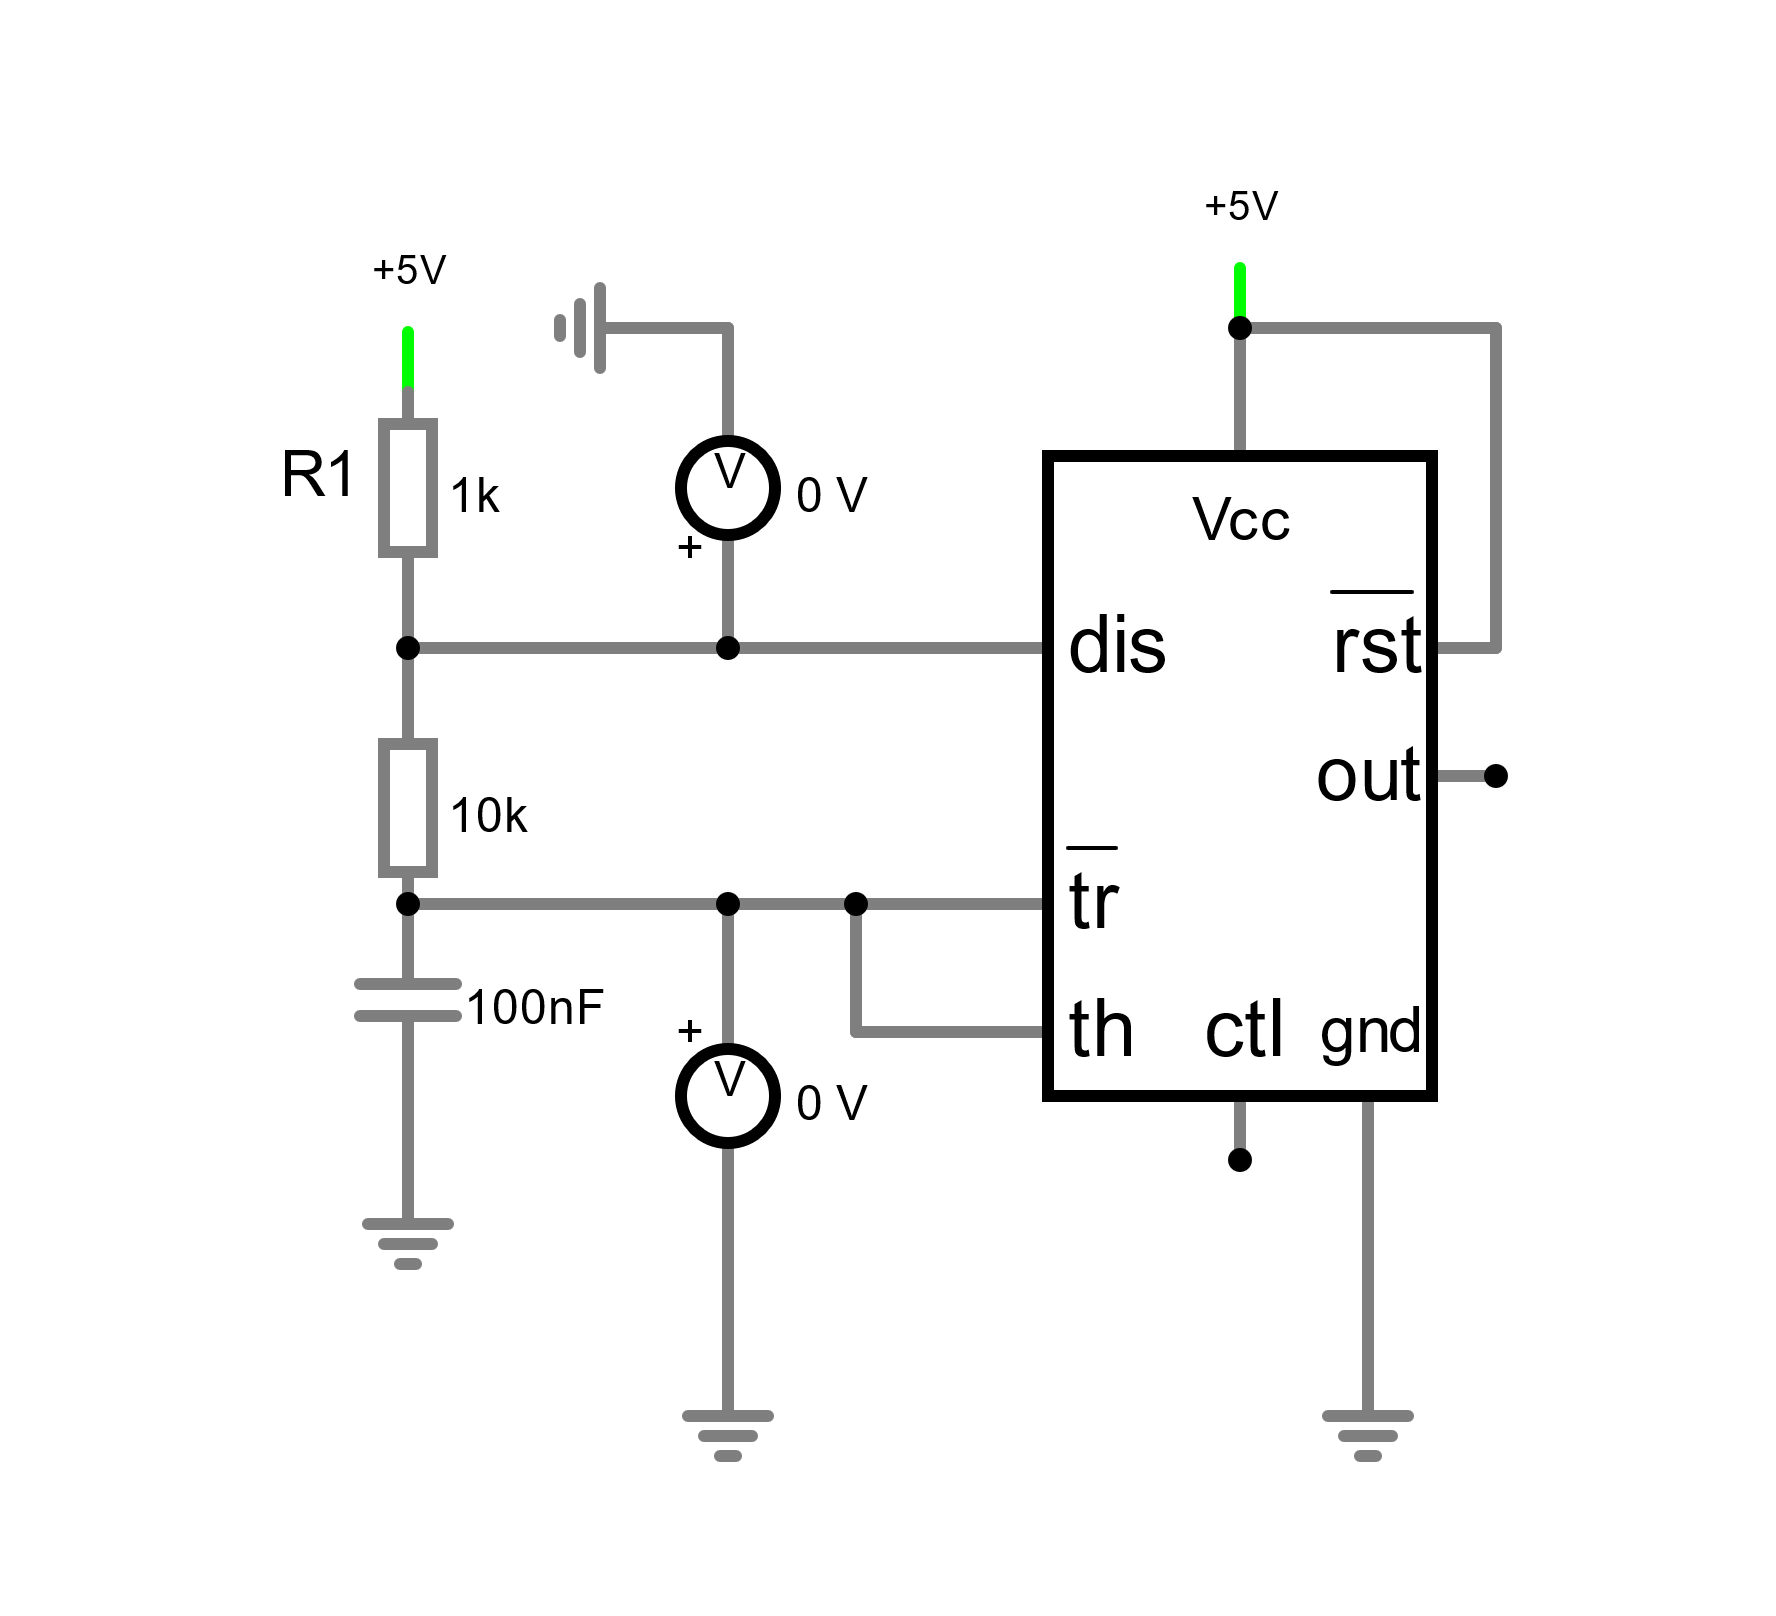 +5V
+5V
R1
1k
V
0 V
+
Vcc
dis
rst
out
10k
tr
100nF
+
V
0 V
th
ctl
gnd